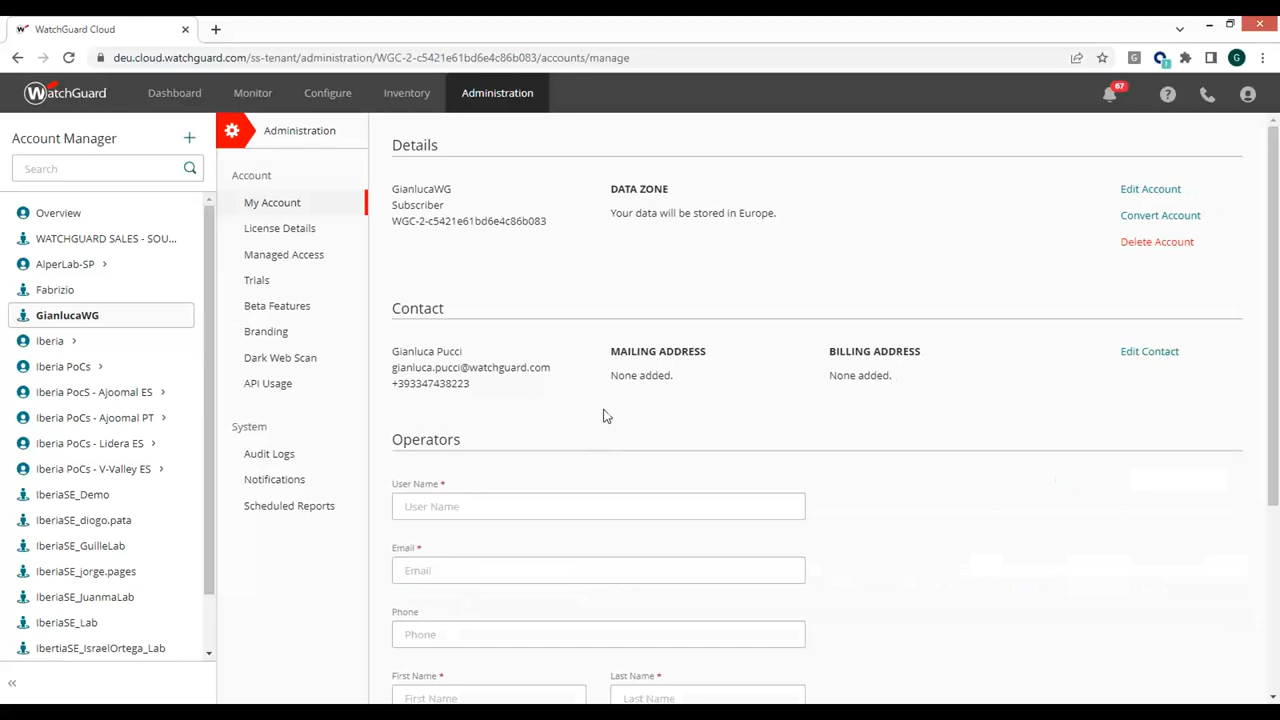 WatchGuard Cloud
deu.cloud.watchguard.com/ss-tenant/administration/WGC-2-c5421e61bd6e4c86b083/accounts/manage
G
1
G
WatchGuard
Dashboard
Monitor
Configure
Inventory
Administration
67
Account Manager
Search
Overview
WATCHGUARD SALES - SOU...
AlperLab-SP
Fabrizio
GianlucaWG
Iberia
Iberia PoCs
Iberia PocS - Ajoomal ES
Iberia PoCs - Ajoomal PT
Iberia PoCs - Lidera ES
Iberia PoCs - V-Valley ES
IberiaSE_Demo
IberiaSE_diogo.pata
IberiaSE_GuilleLab
IberiaSE_jorge.pages
IberiaSE_JuanmaLab
IberiaSE_Lab
IbertiaSE_IsraelOrtega_Lab
Administration
Account
My Account
License Details
Managed Access
Trials
Beta Features
Branding
Dark Web Scan
API Usage
System
Audit Logs
Notifications
Scheduled Reports
Details
GianlucaWG
Subscriber
WGC-2-c5421e61bd6e4c86b083
DATA ZONE
Your data will be stored in Europe.
Edit Account
Convert Account
Delete Account
Contact
Gianluca Pucci
gianluca.pucci@watchguard.com
+393347438223
MAILING ADDRESS
None added.
BILLING ADDRESS
None added.
Edit Contact
Operators
User Name *
User Name
Email *
Email
Phone
Phone
First Name *
Last Name *
First Name
Last Name